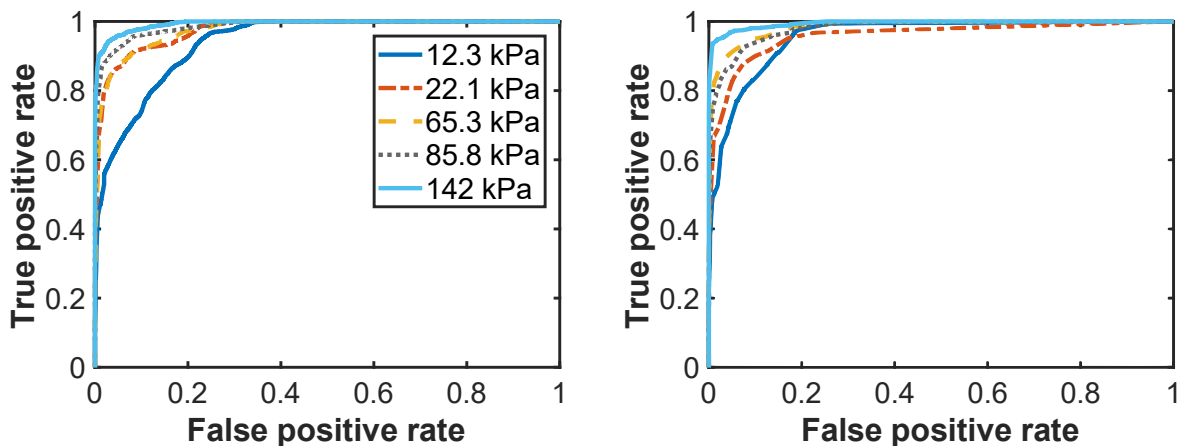 True positive rate
1
0.8
0.6
0.4
0.2
0
12.3 kPa
22.1 kPa
65.3 kPa
85.8 kPa
142 kPa
0 0.2 0.4 0.6 0.8 1
False positive rate
True positive rate
1
0.8
0.6
0.4
0.2
0
0 0.2 0.4 0.6 0.8 1
False positive rate